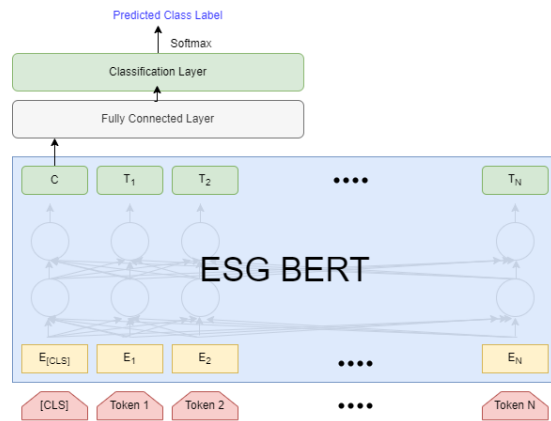 Predicted Class Label
Softmax
Classification Layer
Fully Connected Layer
C T1 T2 TN
ESG BERT
E[CLS] E1 E2 EN
[CLS] Token 1 Token 2 Token N